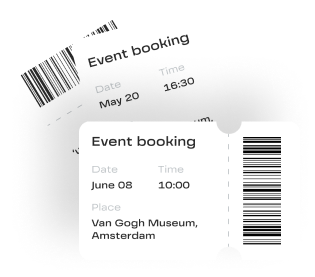 Event booking
Date Time
May 20 16:30
Event booking
Date Time
June 08 10:00
Place
Van Gogh Museum,
Amsterdam